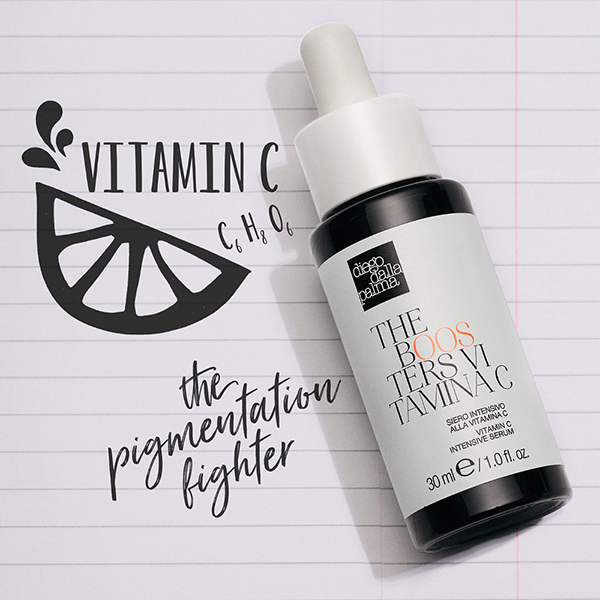 VITAMIN C
C₆H₈O₆
the
pigmentation
fighter
diego
dalla
palma
THE
BOOS
TERS VI
TAMINA C
SIERO INTENSIVO
ALLA VITAMINA C
VITAMIN C
INTENSIVE SERUM
30 ml ℮ / 1.0 fl. oz.